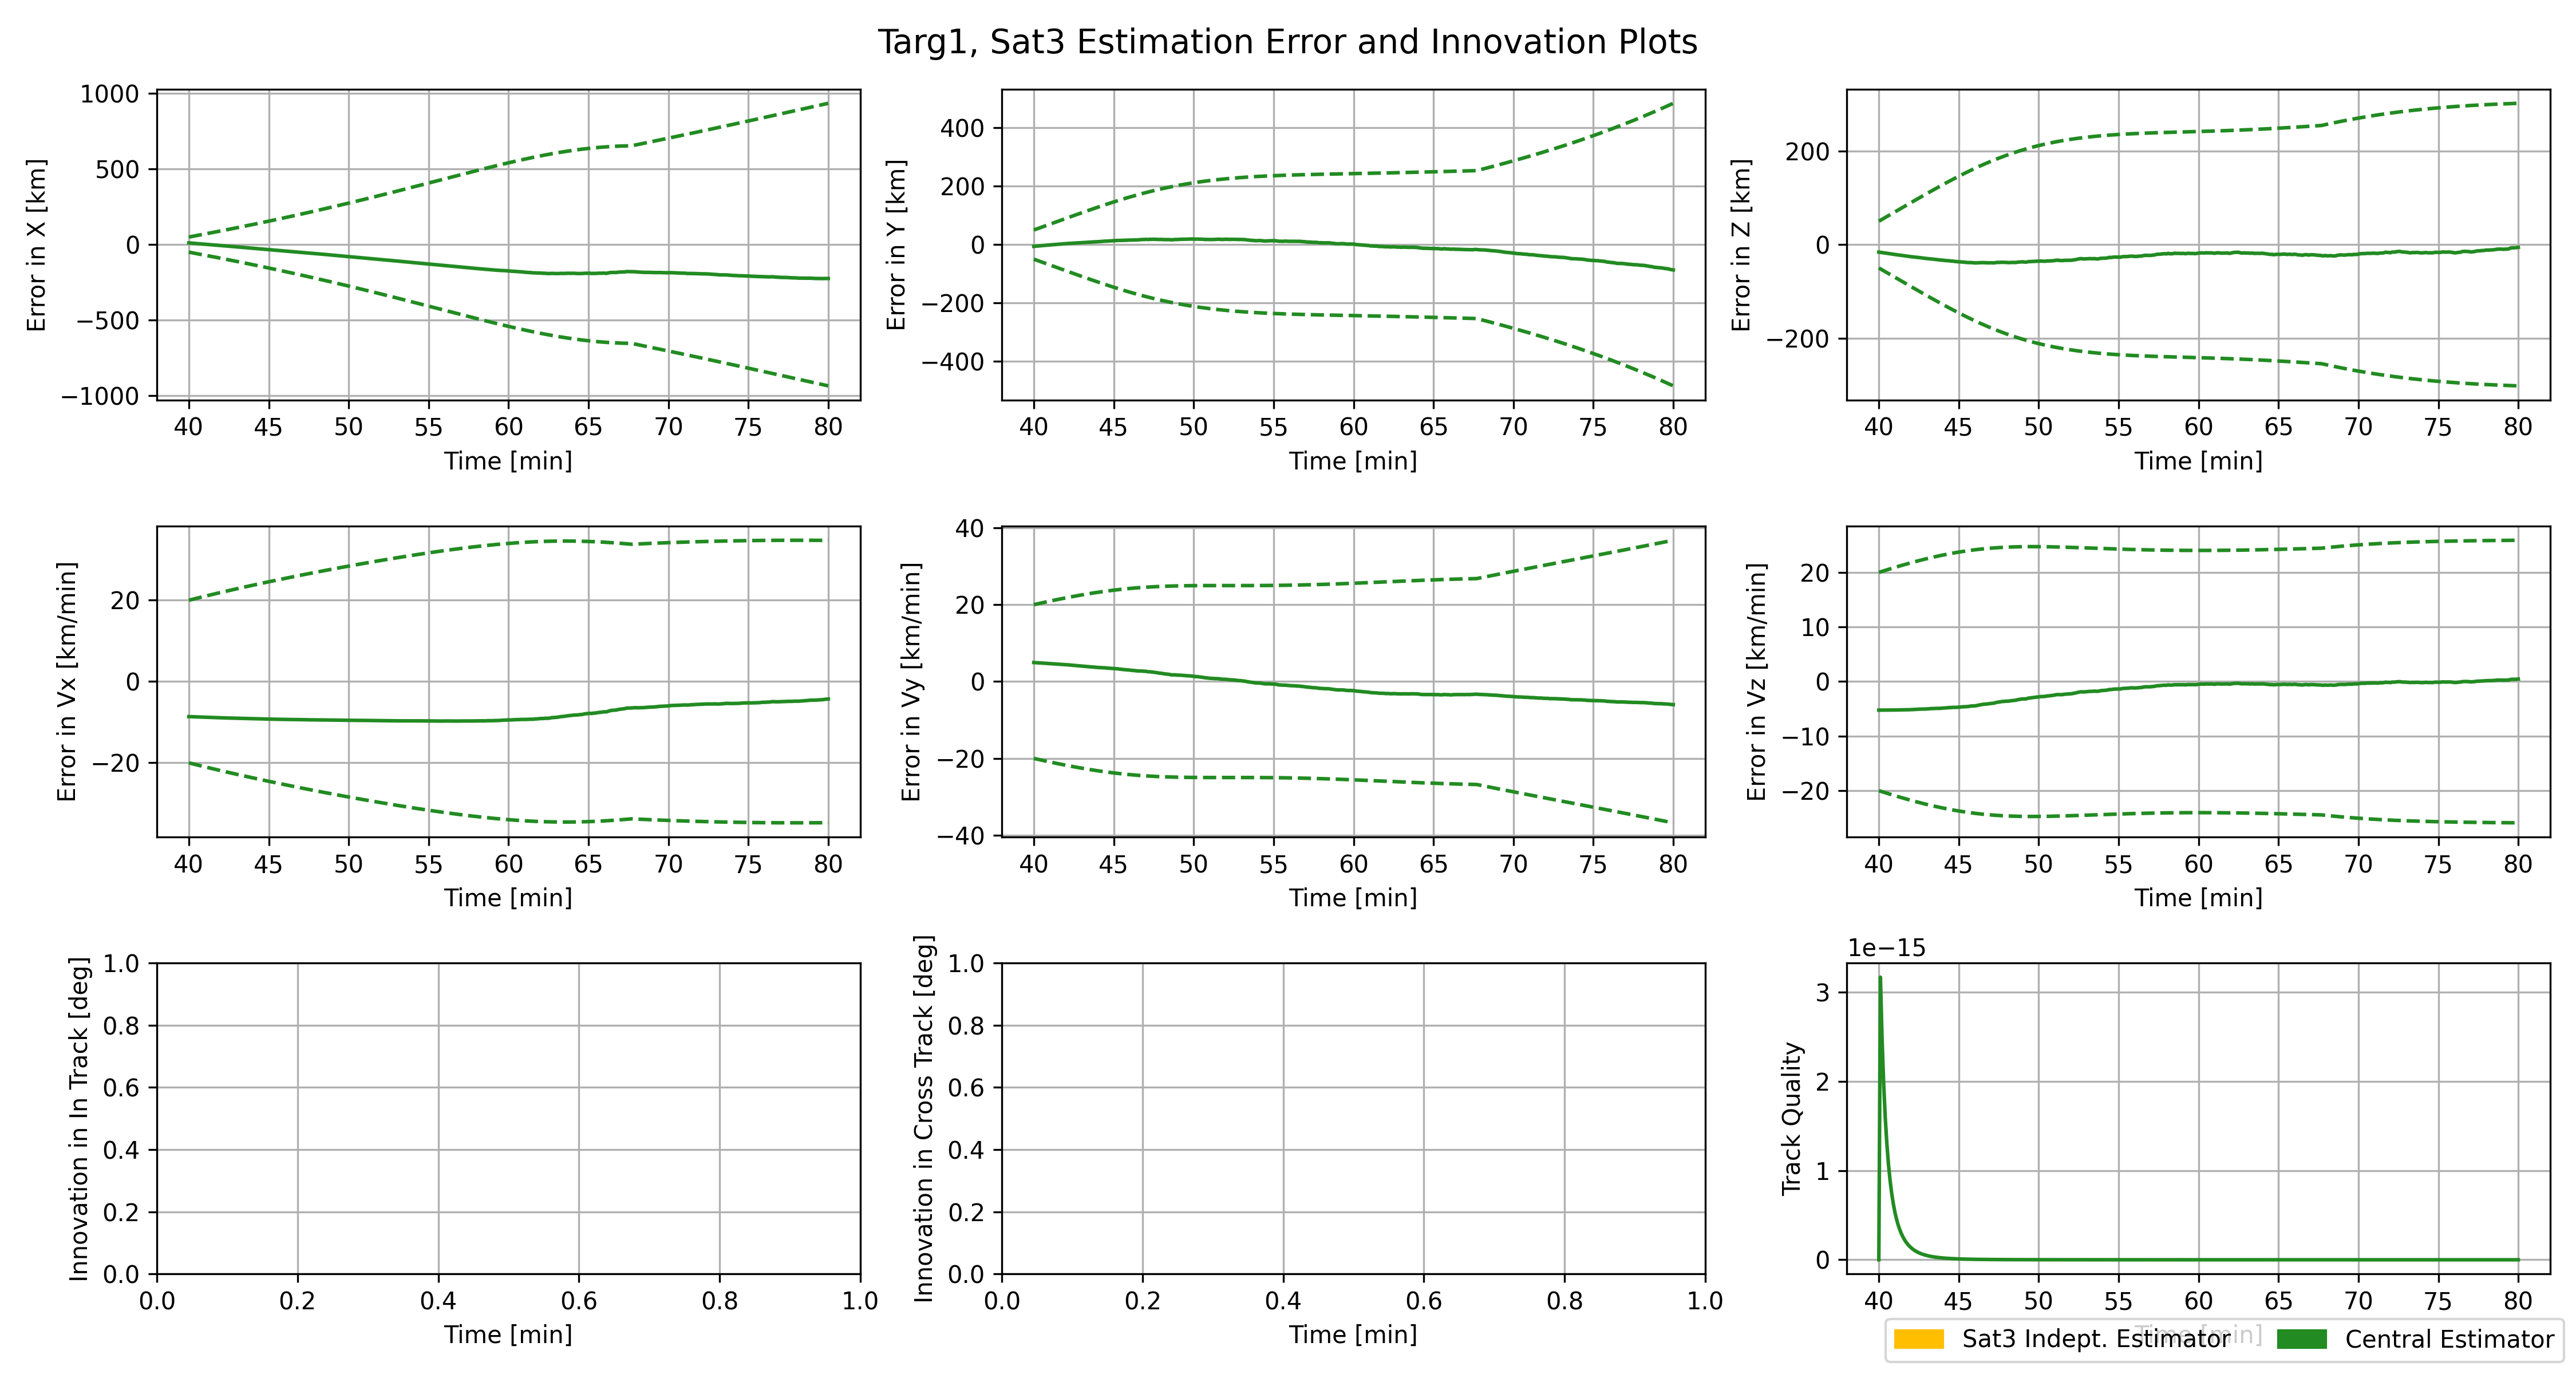 Targ1, Sat3 Estimation Error and Innovation Plots
Error in X [km]
1000
500
0
−500
−1000
40 45 50 55 60 65 70 75 80
Time [min]
Error in Y [km]
400
200
0
−200
−400
40 45 50 55 60 65 70 75 80
Time [min]
Error in Z [km]
200
0
−200
40 45 50 55 60 65 70 75 80
Time [min]
Error in Vx [km/min]
20
0
−20
40 45 50 55 60 65 70 75 80
Time [min]
Error in Vy [km/min]
40
20
0
−20
−40
40 45 50 55 60 65 70 75 80
Time [min]
Error in Vz [km/min]
20
10
0
−10
−20
40 45 50 55 60 65 70 75 80
Time [min]
Innovation in In Track [deg]
1.0
0.8
0.6
0.4
0.2
0.0
0.0 0.2 0.4 0.6 0.8 1.0
Time [min]
Innovation in Cross Track [deg]
1.0
0.8
0.6
0.4
0.2
0.0
0.0 0.2 0.4 0.6 0.8 1.0
Time [min]
1e−15
Track Quality
3
2
1
0
40 45 50 55 60 65 70 75 80
Time [min]
Sat3 Indept. Estimator Central Estimator